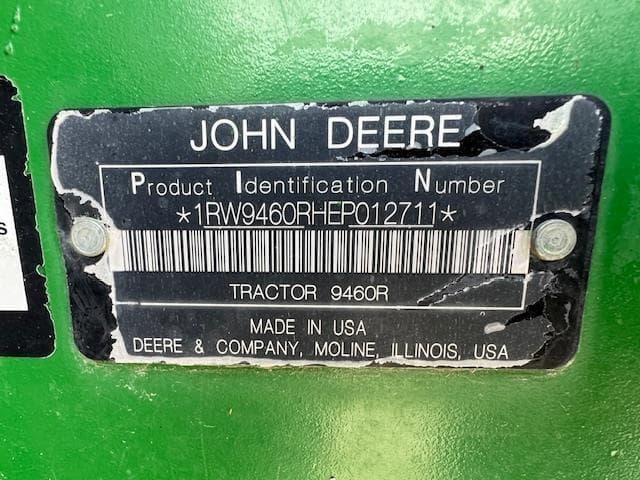 JOHN DEERE
Product Identification Number
*1RW9460RHEP012711*
TRACTOR 9460R
MADE IN USA
DEERE & COMPANY, MOLINE, ILLINOIS, USA
s